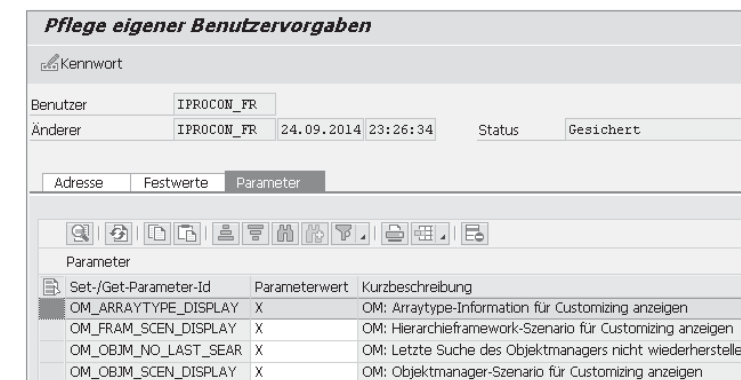 Pflege eigener Benutzervorgaben
Kennwort
Benutzer IPROCON_FR
Änderer IPROCON_FR 24.09.2014 23:26:34 Status Gesichert
Adresse Festwerte Parameter
Parameter
Set-/Get-Parameter-Id Parameterwert Kurzbeschreibung
OM_ARRAYTYPE_DISPLAY X OM: Arraytype-Information für Customizing anzeigen
OM_FRAM_SCEN_DISPLAY X OM: Hierarchieframework-Szenario für Customizing anzeigen
OM_OBJM_NO_LAST_SEAR X OM: Letzte Suche des Objektmanagers nicht wiederherstelle
OM_OBJM_SCEN_DISPLAY X OM: Objektmanager-Szenario für Customizing anzeigen